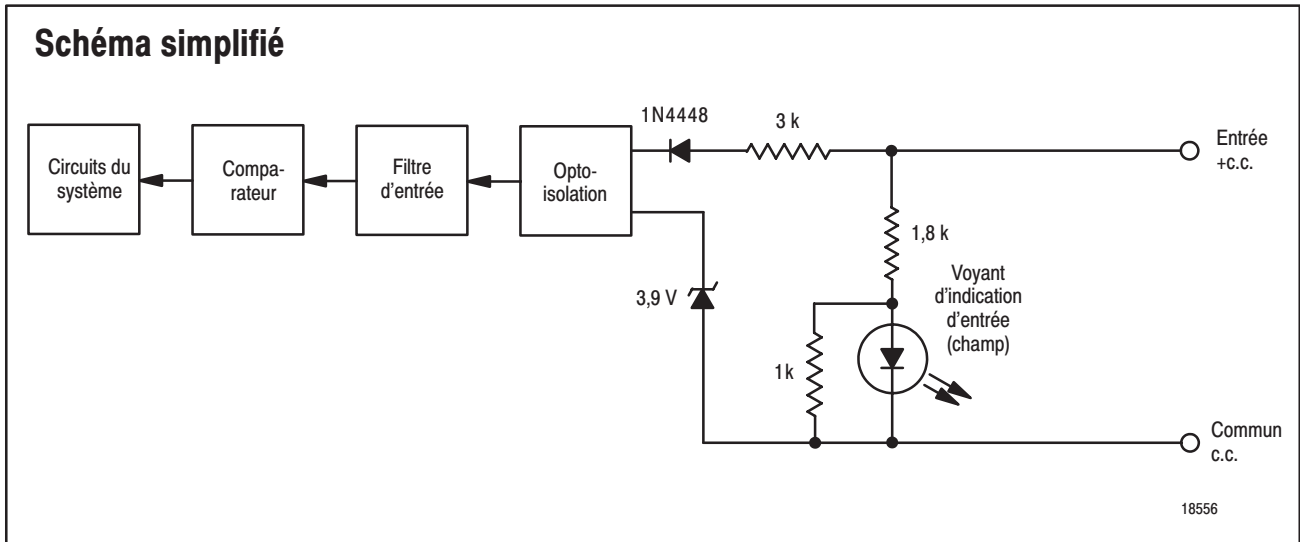 Schéma simplifié
1N4448
3 k
Entrée
+c.c.
Circuits du
système
Compa-
rateur
Filtre
d'entrée
Opto-
isolation
1,8 k
Voyant
d'indication
d'entrée
(champ)
3,9 V
1k
Commun
c.c.
18556